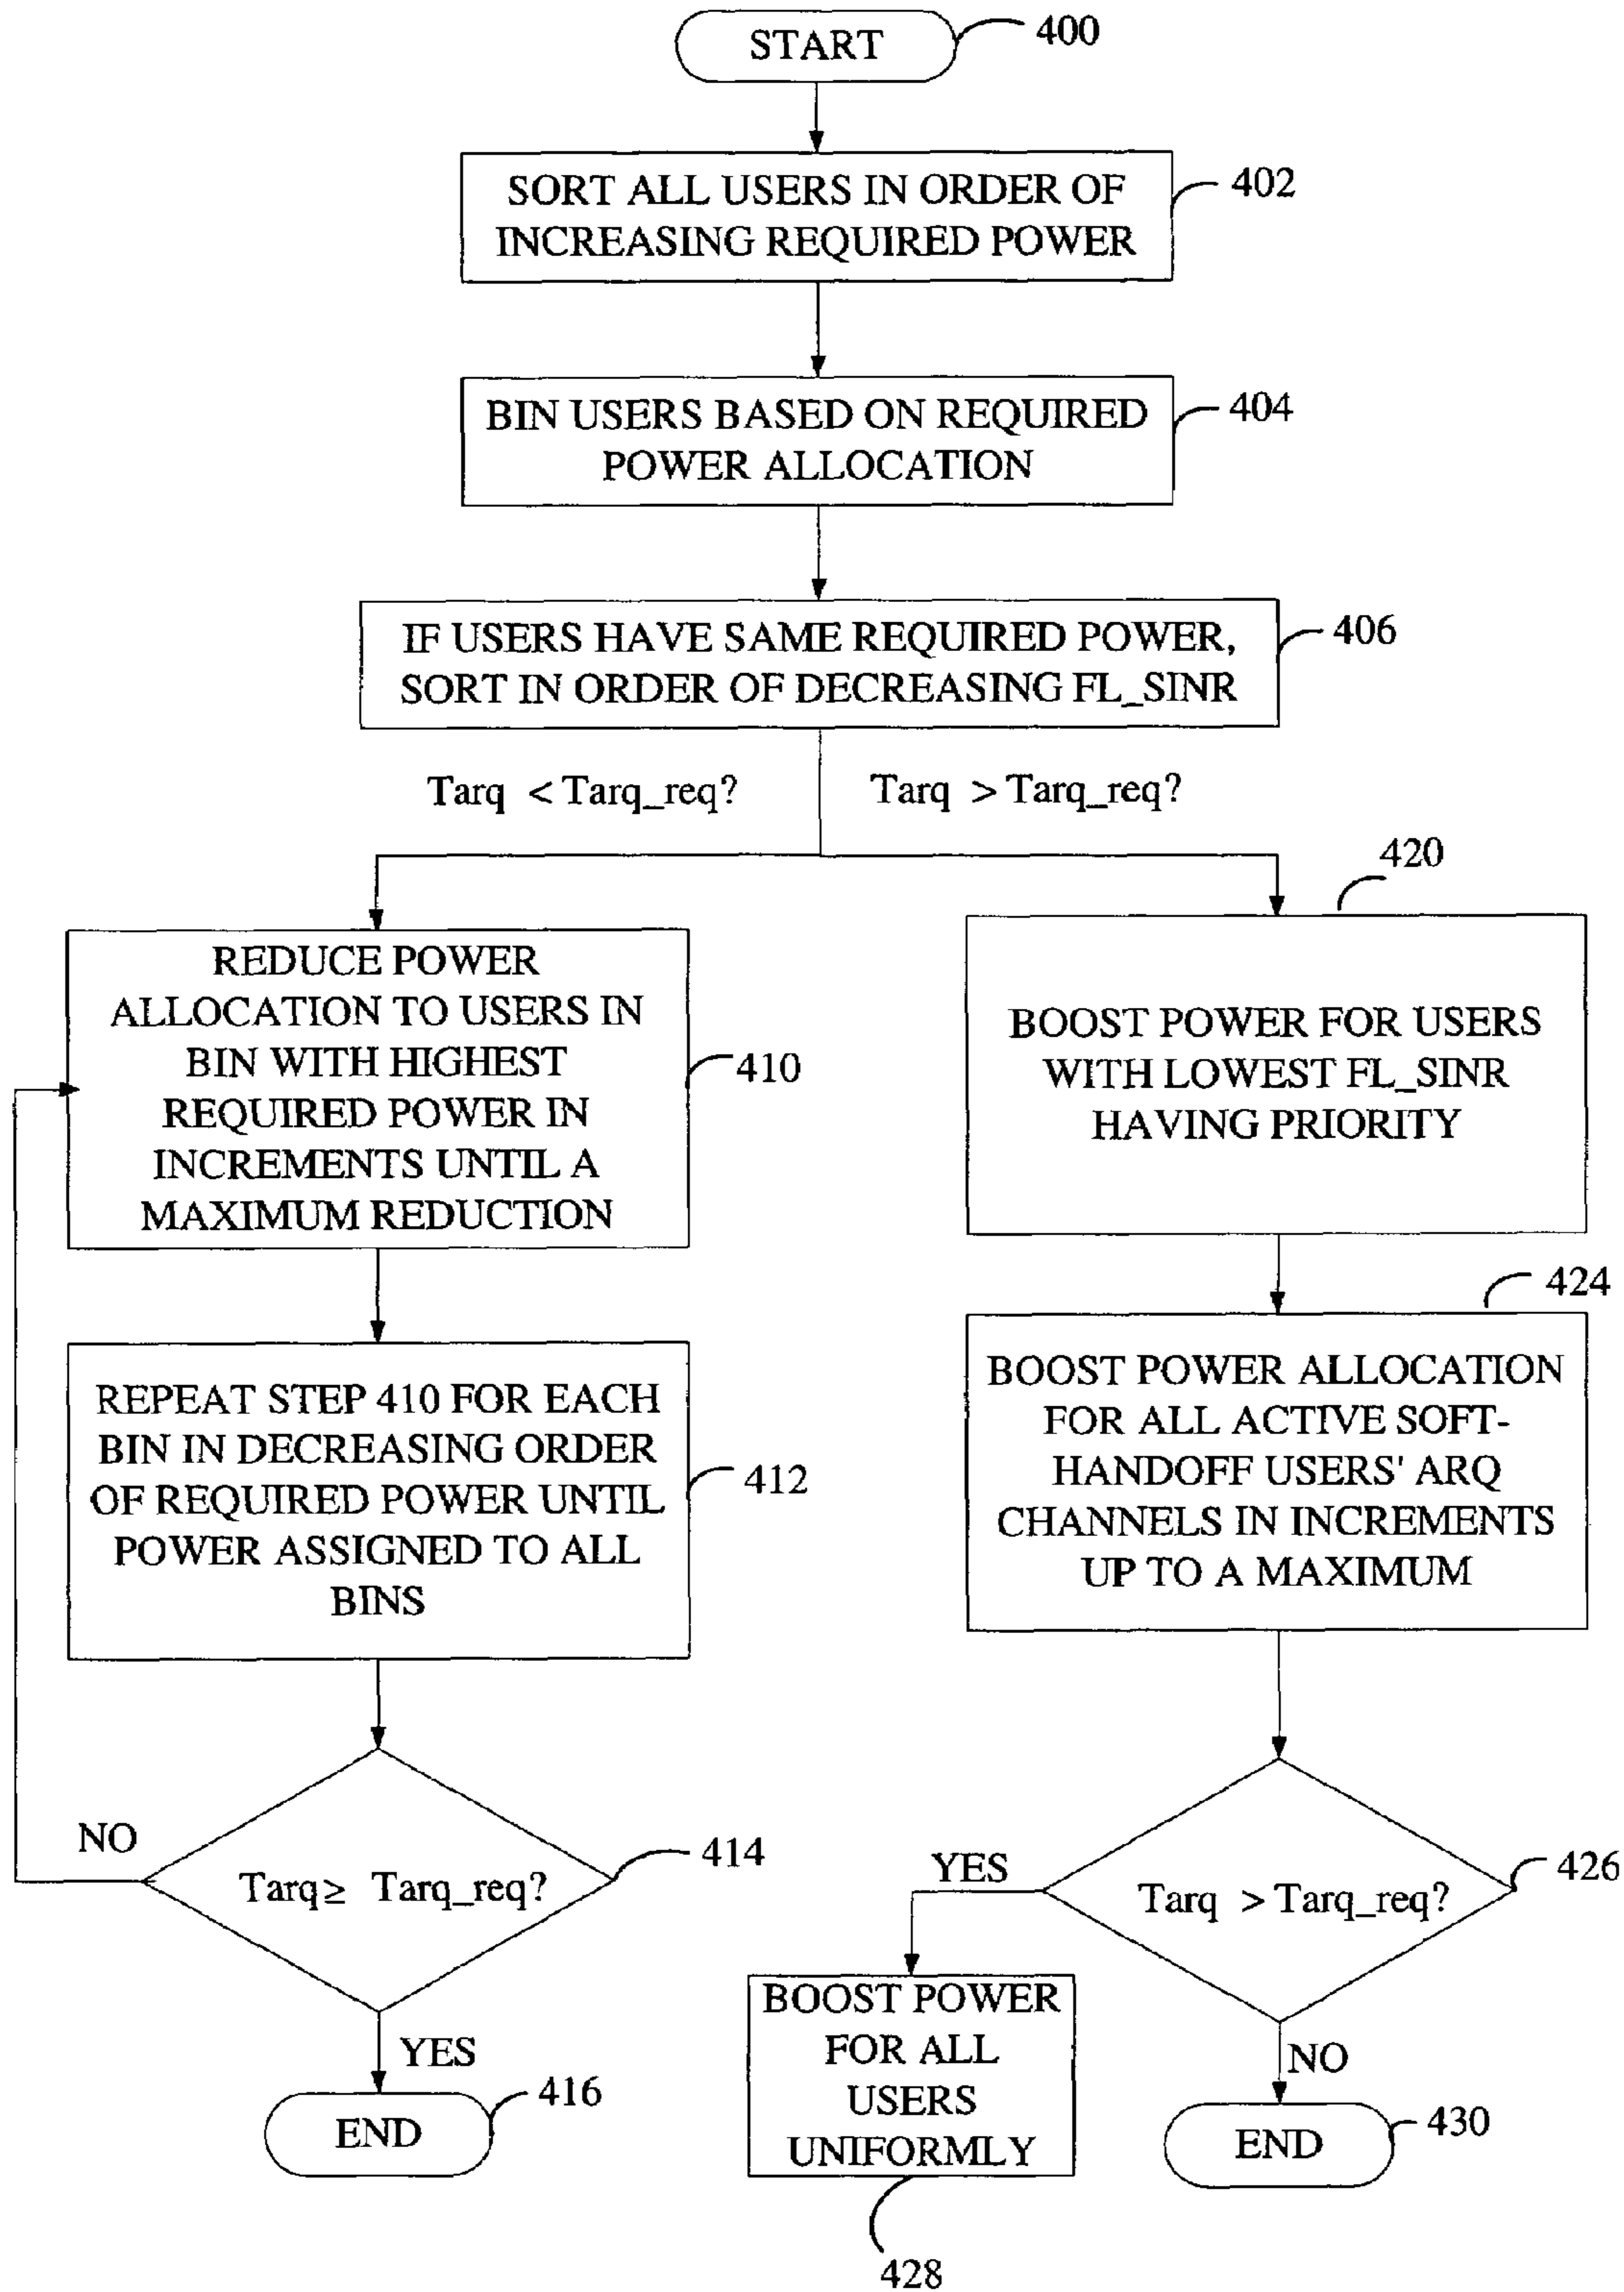 START
400
SORT ALL USERS IN ORDER OF
INCREASING REQUIRED POWER
402
BIN USERS BASED ON REQUIRED
POWER ALLOCATION
404
IF USERS HAVE SAME REQUIRED POWER,
SORT IN ORDER OF DECREASING FL_SINR
406
Tarq < Tarq_req?
Tarq > Tarq_req?
REDUCE POWER
ALLOCATION TO USERS IN
BIN WITH HIGHEST
REQUIRED POWER IN
INCREMENTS UNTIL A
MAXIMUM REDUCTION
410
420
BOOST POWER FOR USERS
WITH LOWEST FL_SINR
HAVING PRIORITY
REPEAT STEP 410 FOR EACH
BIN IN DECREASING ORDER
OF REQUIRED POWER UNTIL
POWER ASSIGNED TO ALL
BINS
412
424
BOOST POWER ALLOCATION
FOR ALL ACTIVE SOFT-
HANDOFF USERS' ARQ
CHANNELS IN INCREMENTS
UP TO A MAXIMUM
NO
Tarq≥ Tarq_req?
414
YES
END
416
YES
Tarq > Tarq_req?
426
BOOST POWER
FOR ALL
USERS
UNIFORMLY
428
NO
END
430